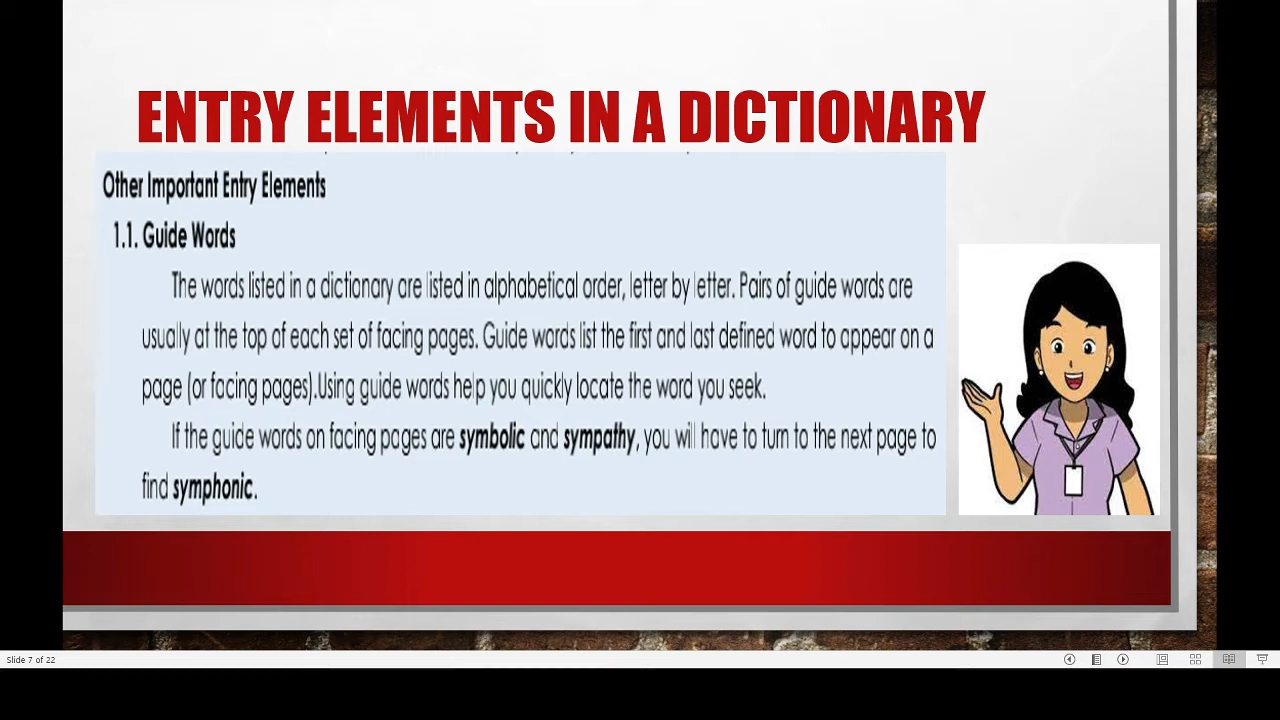 ENTRY ELEMENTS IN A DICTIONARY
Other Important Entry Elements
1.1. Guide Words
The words listed in a dictionary are listed in alphabetical order, letter by letter. Pairs of guide words are
usually at the top of each set of facing pages. Guide words list the first and last defined word to appear on a
page (or facing pages).Using guide words help you quickly locate the word you seek.
If the guide words on facing pages are symbolic and sympathy, you will have to turn to the next page to
find symphonic.
Slide 7 of 22